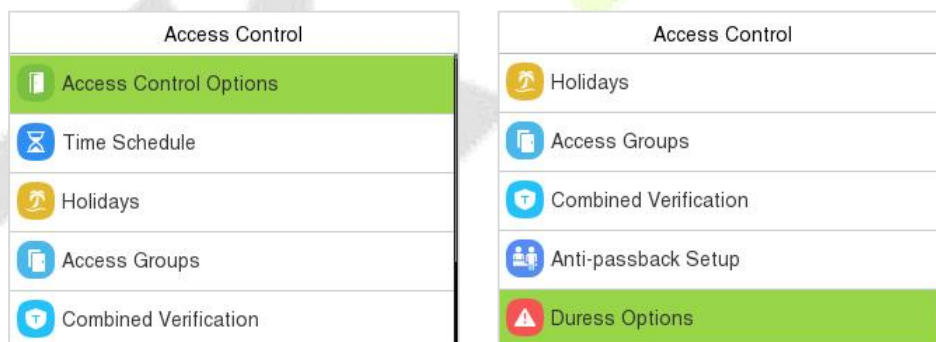 Access Control
Access Control Options
Time Schedule
Holidays
Access Groups
Combined Verification
Access Control
Holidays
Access Groups
Combined Verification
Anti-passback Setup
Duress Options